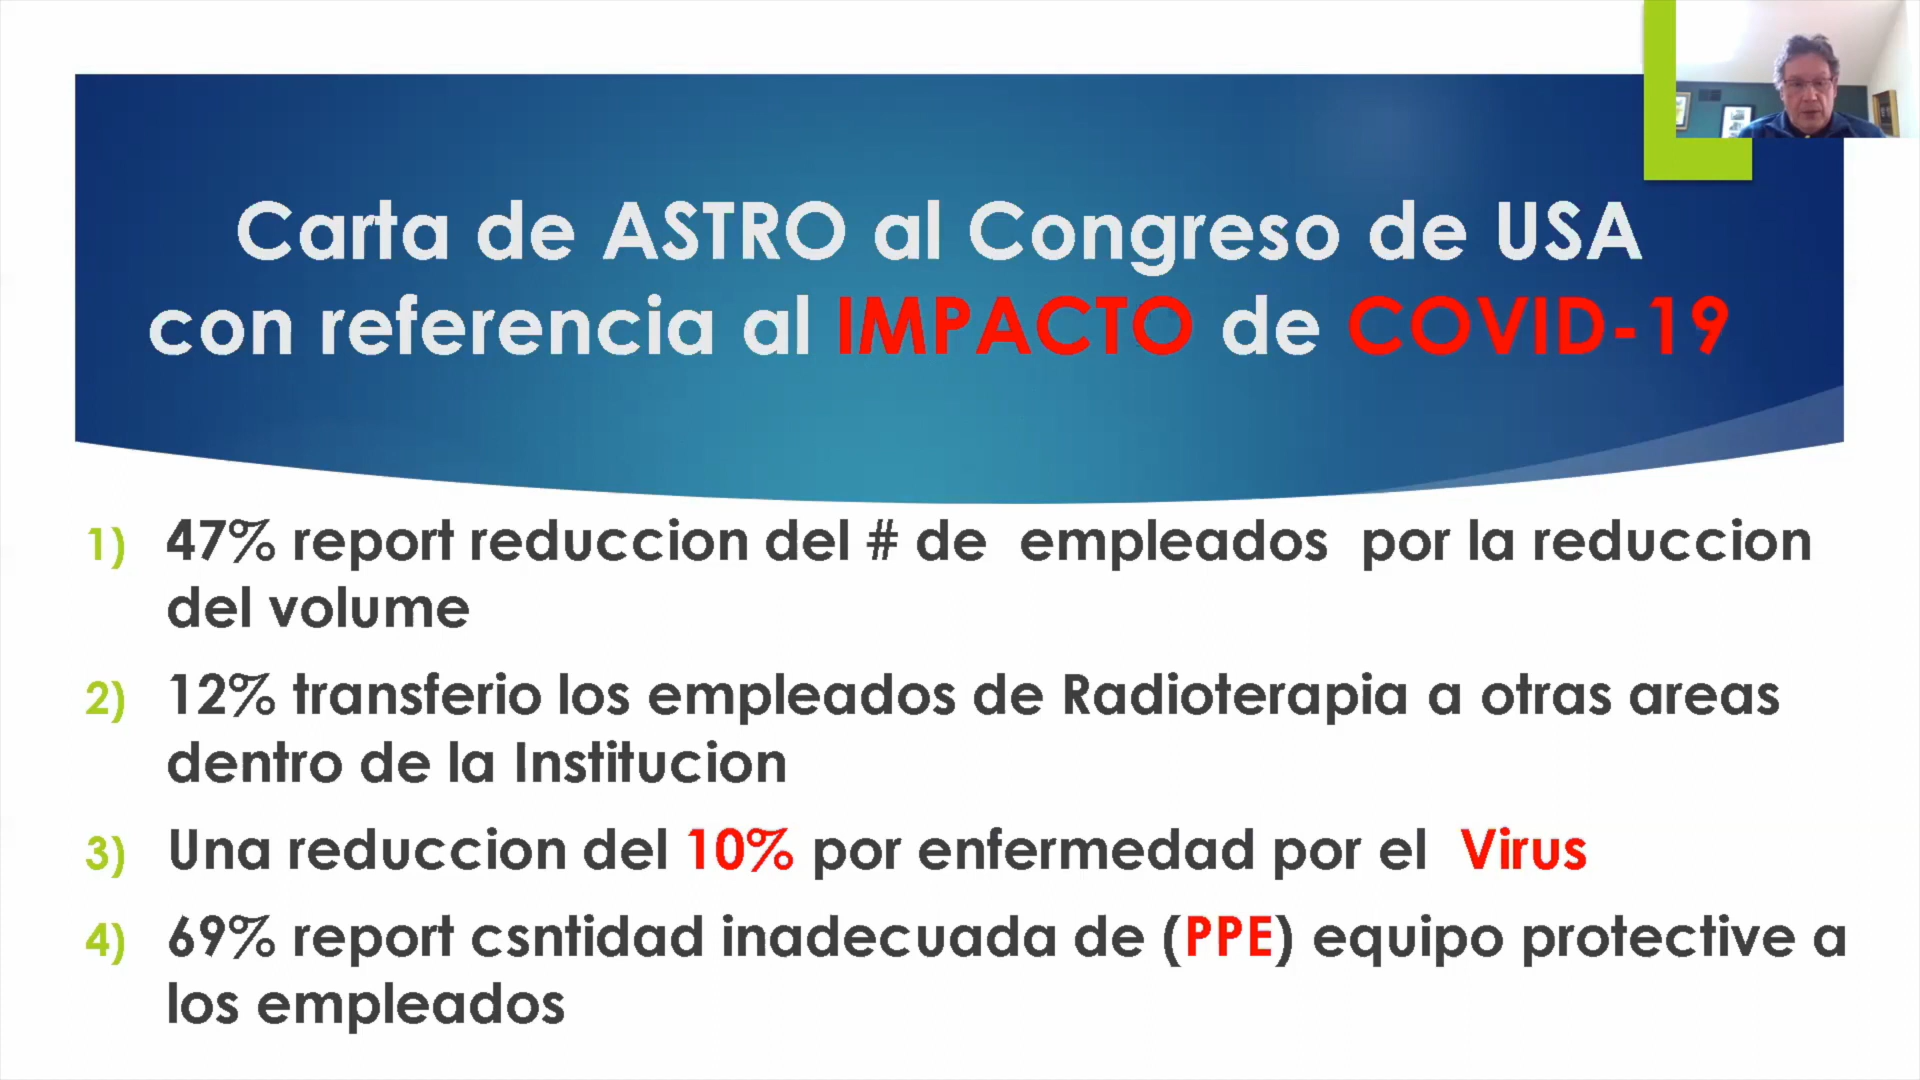 Carta de ASTRO al Congreso de USA
con referencia al IMPACTO de COVID-19
1) 47% report reduccion del # de empleados por la reduccion
del volume
2) 12% transferio los empleados de Radioterapia a otras areas
dentro de la Institucion
3) Una reduccion del 10% por enfermedad por el Virus
4) 69% report csntidad inadecuada de (PPE) equipo protective a
los empleados